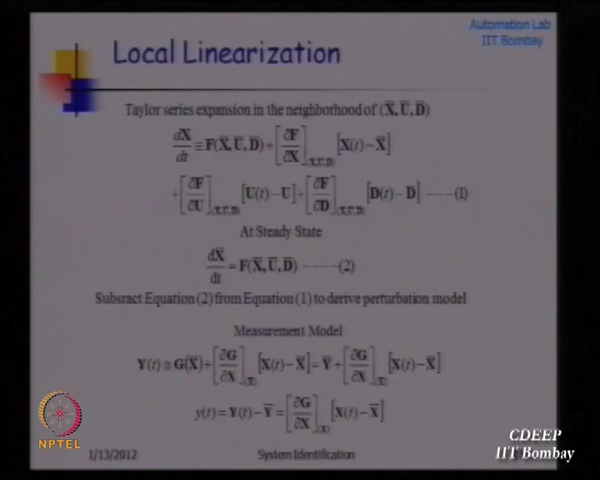 Automation Lab
IIT Bombay
Local Linearization
Taylor series expansion in the neighborhood of (X̄, Ū, D̄)
dX/dt ≅ F(X̄, Ū, D̄) + [∂F/∂X](X̄,Ū,D̄) [X(t) − X̄]
+ [∂F/∂U](X̄,Ū,D̄) [U(t) − Ū] + [∂F/∂D](X̄,Ū,D̄) [D(t) − D̄] ------(1)
At Steady State
dX̄/dt = F(X̄, Ū, D̄) --------(2)
Subsract Equation (2) from Equation (1) to derive perturbation model
Measurement Model
Y(t) ≅ G(X̄) + [∂G/∂X](X̄) [X(t) − X̄] = Ȳ + [∂G/∂X](X̄) [X(t) − X̄]
y(t) = Y(t) − Ȳ = [∂G/∂X](X̄) [X(t) − X̄]
NPTEL
1/13/2012
System Identification
CDEEP
IIT Bombay